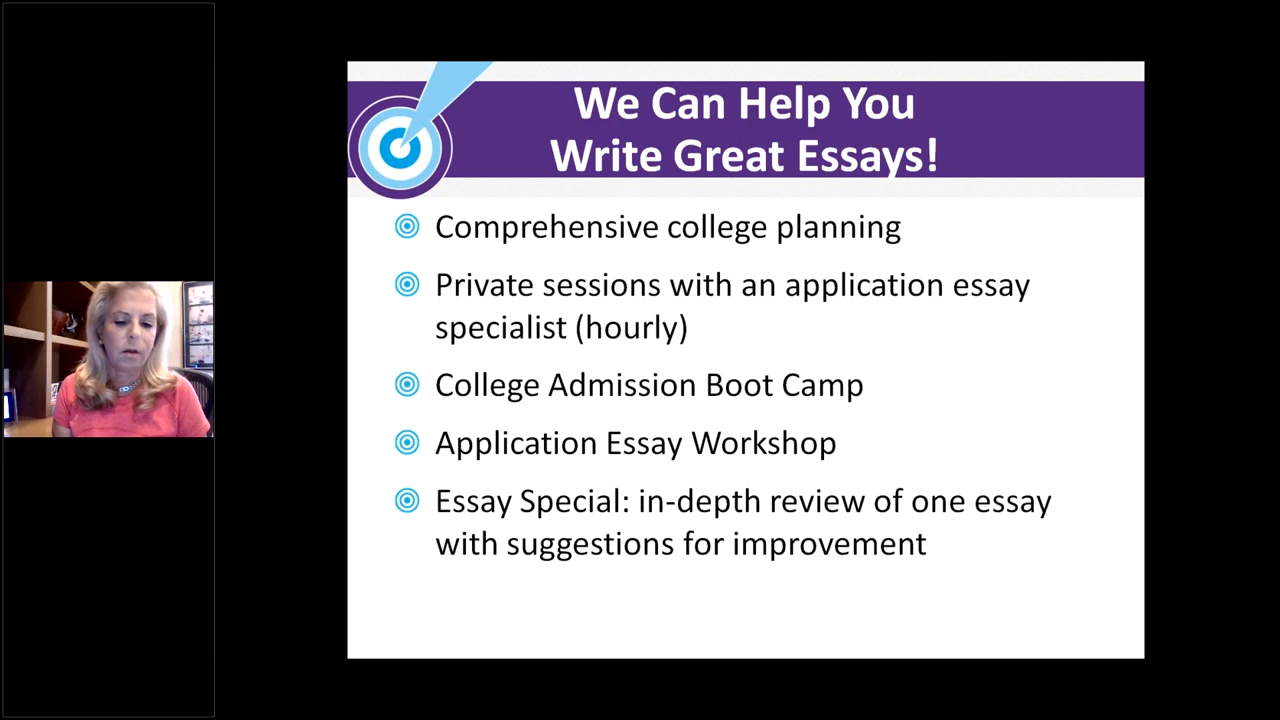 We Can Help You
Write Great Essays!
Comprehensive college planning
Private sessions with an application essay
specialist (hourly)
College Admission Boot Camp
Application Essay Workshop
Essay Special: in-depth review of one essay
with suggestions for improvement